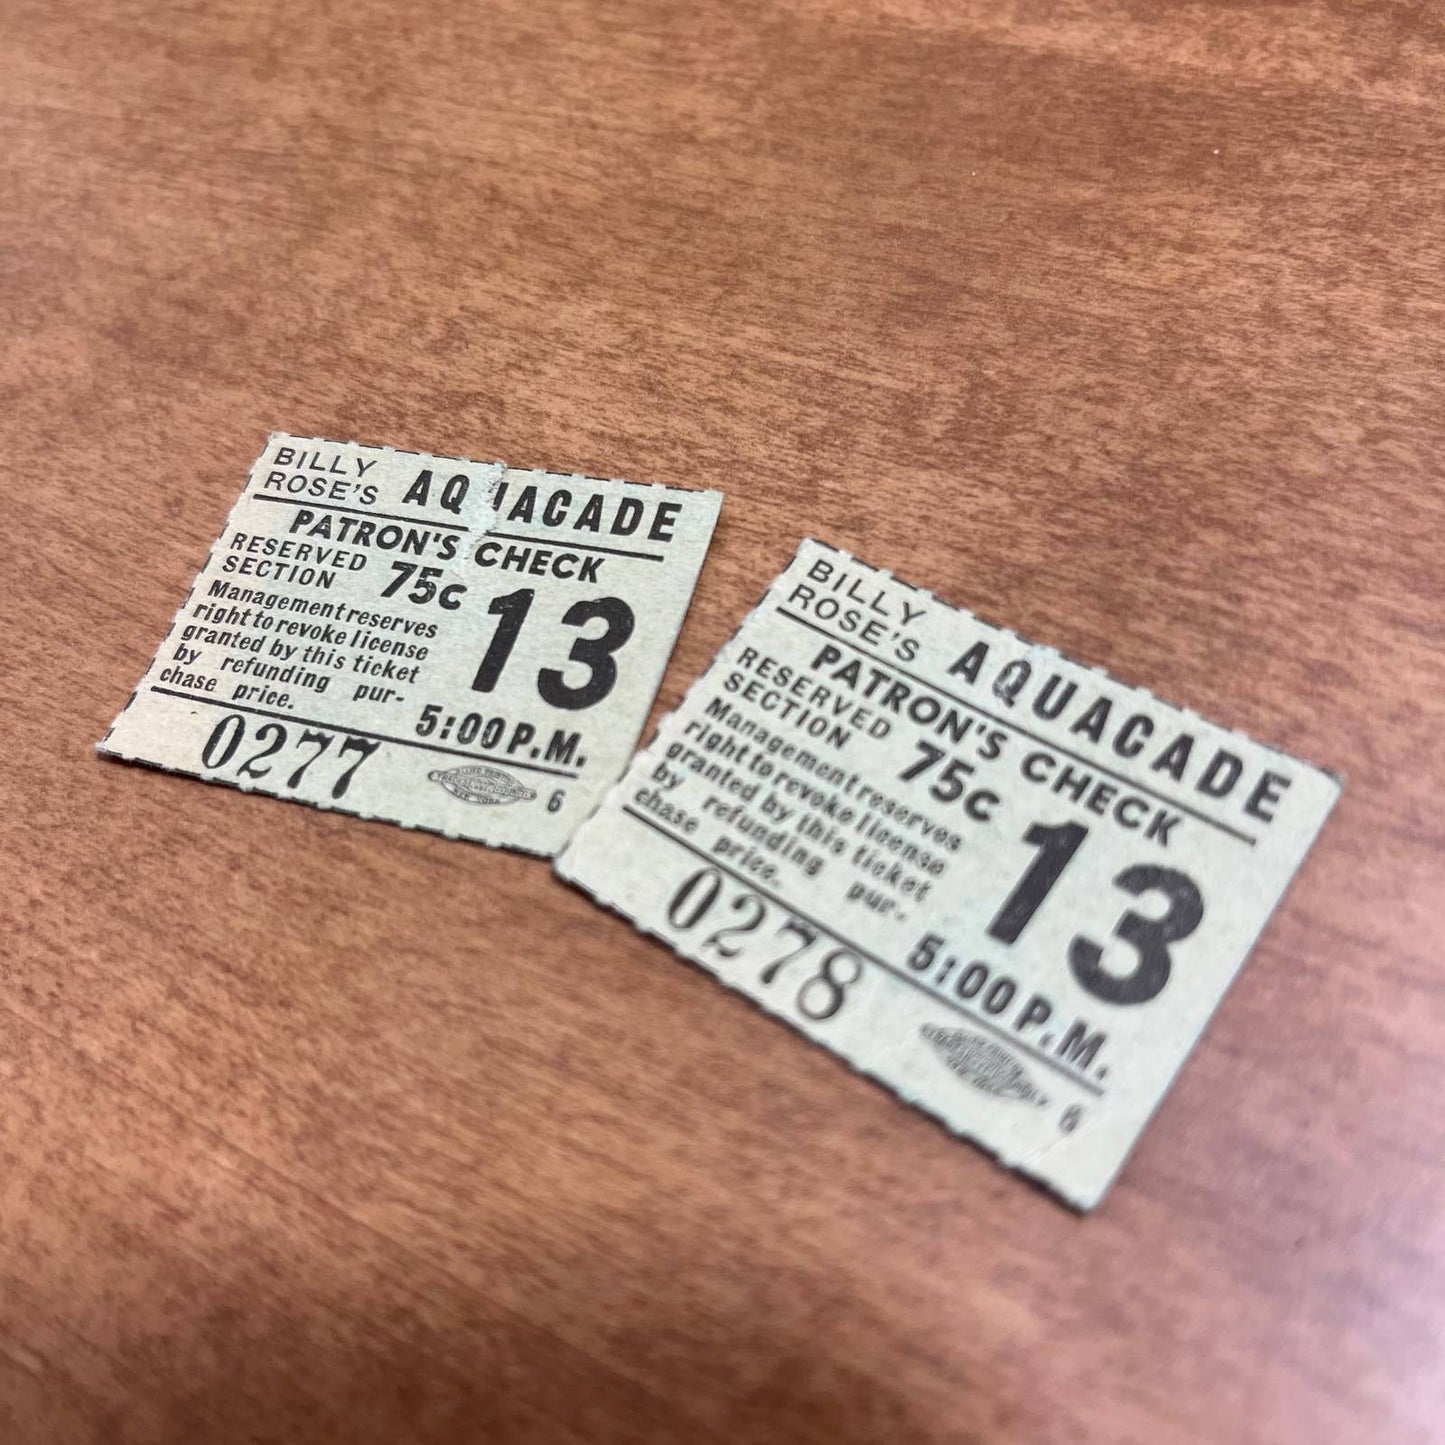 BILLY
ROSE'S AQUACADE
PATRON'S CHECK
RESERVED
SECTION 75c
Management reserves
right to revoke license
granted by this ticket
by refunding pur-
chase price.
13
5:00 P.M.
0277
6
BILLY
ROSE'S AQUACADE
PATRON'S CHECK
RESERVED
SECTION 75c
Management reserves
right to revoke license
granted by this ticket
by refunding pur-
chase price.
13
5:00 P.M.
0278
6